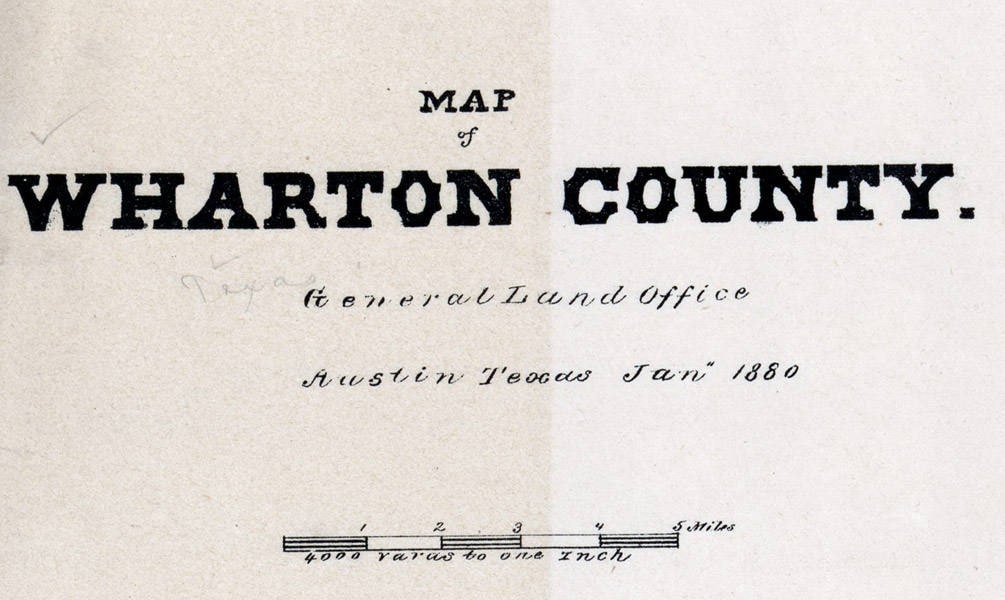 MAP
of
WHARTON COUNTY.
Texas
General Land Office
Austin Texas Jan" 1880
1 2 3 4 5 Miles
4000 varas to one Inch